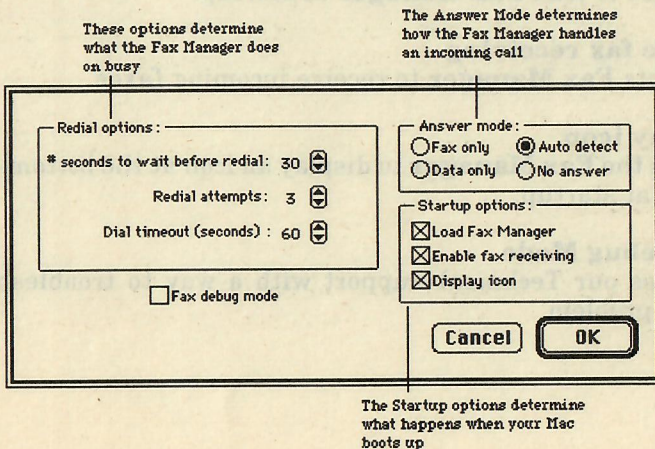 These options determine
what the Fax Manager does
on busy
The Answer Mode determines
how the Fax Manager handles
an incoming call
Redial options:
# seconds to wait before redial: 30
Redial attempts: 3
Dial timeout (seconds) : 60
Fax debug mode
Answer mode:
Fax only Auto detect
Data only No answer
Startup options:
Load Fax Manager
Enable fax receiving
Display icon
Cancel OK
The Startup options determine
what happens when your Mac
boots up